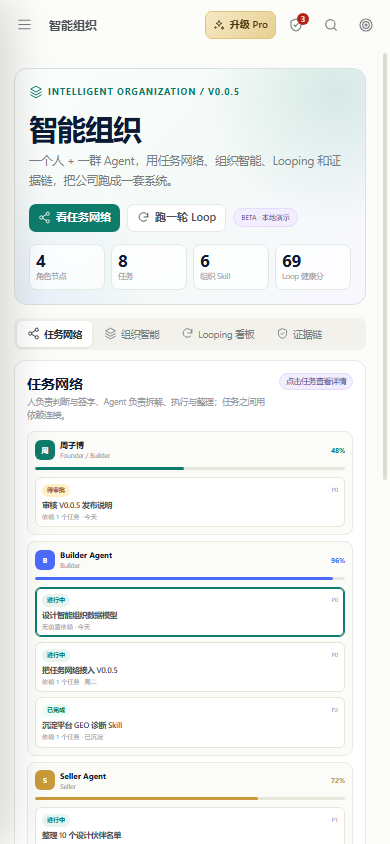 智能组织
升级 Pro
3
INTELLIGENT ORGANIZATION / V0.0.5
智能组织
一个人 + 一群 Agent，用任务网络、组织智能、Looping 和证
据链，把公司跑成一套系统。
看任务网络
跑一轮 Loop
BETA · 本地演示
4
角色节点
8
任务
6
组织 Skill
69
Loop 健康分
任务网络
组织智能
Looping 看板
证据链
任务网络
点击任务查看详情
人负责判断与签字，Agent 负责拆解、执行与整理；任务之间用
依赖连接。
周
周子博
Founder / Builder
48%
待审批
P0
审核 V0.0.5 发布说明
依赖 1 个任务 · 今天
B
Builder Agent
Builder
96%
进行中
P0
设计智能组织数据模型
无前置依赖 · 今天
进行中
P0
把任务网络接入 V0.0.5
依赖 1 个任务 · 周二
已完成
P2
沉淀平台 GEO 诊断 Skill
依赖 1 个任务 · 已沉淀
S
Seller Agent
Seller
72%
进行中
P1
整理 10 个设计伙伴名单